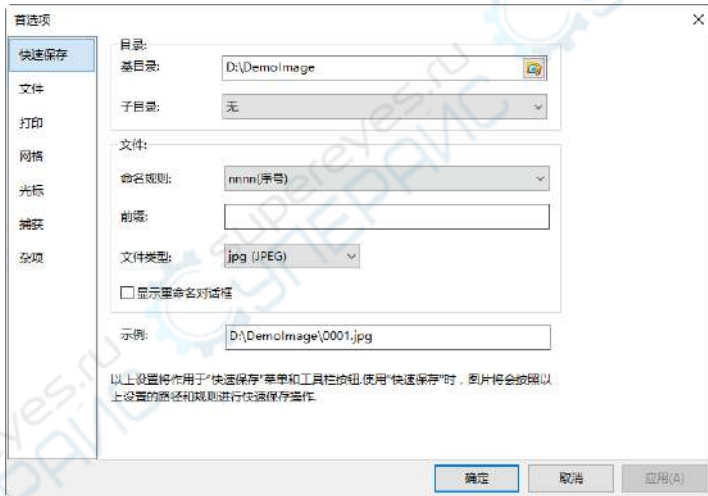 首选项
快速保存
文件
打印
网格
光标
捕获
杂项
目录:
基目录: D:\DemoImage
子目录: 无
文件:
命名规则: nnnn(序号)
前缀:
文件类型: jpg (JPEG)
显示重命名对话框
示例: D:\DemoImage\0001.jpg
以上设置将作用于"快速保存"菜单和工具栏按钮.使用"快速保存"时，图片将会按照以
上设置的路径和规则进行快速保存操作.
确定 取消 应用(A)
supereyes.ru
СУПЕРАЙС